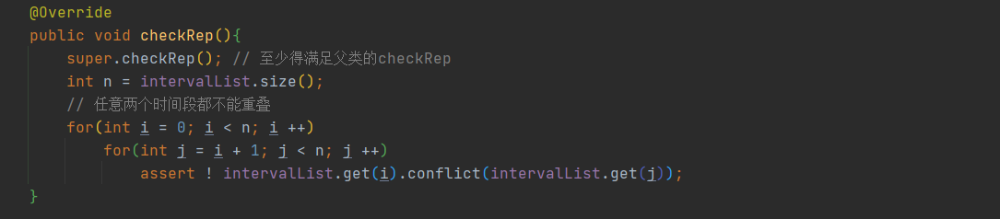 @Override
public void checkRep(){
super.checkRep(); // 至少得满足父类的checkRep
int n = intervalList.size();
// 任意两个时间段都不能重叠
for(int i = 0; i < n; i ++)
for(int j = i + 1; j < n; j ++)
assert ! intervalList.get(i).conflict(intervalList.get(j));
}